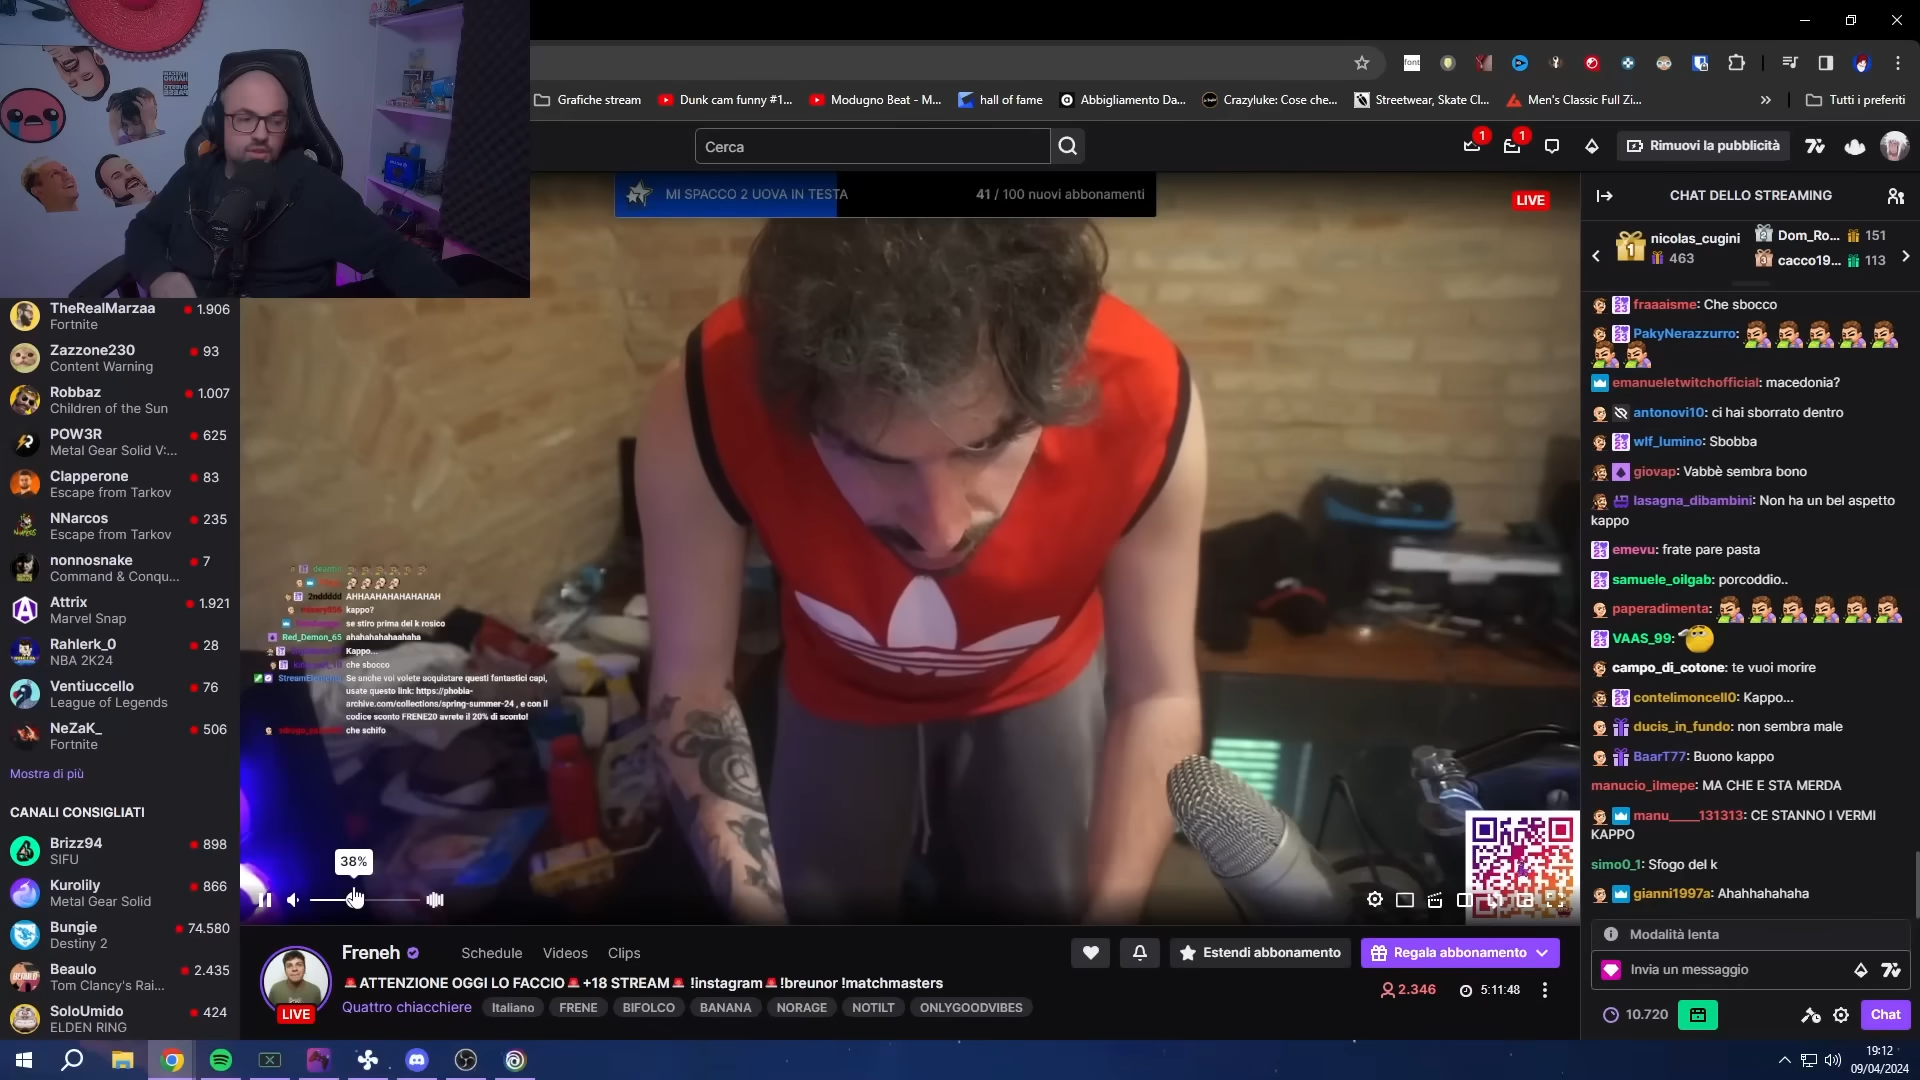 Grafiche stream
Dunk cam funny #1...
Modugno Beat - M...
hall of fame
Abbigliamento Da...
Crazyluke: Cose che...
Streetwear, Skate Cl...
Men's Classic Full Zi...
Tutti i preferiti
Cerca
1
1
Rimuovi la pubblicità
MI SPACCO 2 UOVA IN TESTA
41 / 100 nuovi abbonamenti
LIVE
CHAT DELLO STREAMING
1
nicolas_cugini
463
Dom_Ro...
151
cacco19...
113
TheRealMarzaa
1.906
Fortnite
Zazzone230
93
Content Warning
Robbaz
1.007
Children of the Sun
POW3R
625
Metal Gear Solid V:...
Clapperone
83
Escape from Tarkov
NNarcos
235
Escape from Tarkov
nonnosnake
7
Command & Conqu...
Attrix
1.921
Marvel Snap
Rahlerk_0
28
NBA 2K24
Ventiuccello
76
League of Legends
NeZaK_
506
Fortnite
Mostra di più
CANALI CONSIGLIATI
Brizz94
898
SIFU
Kurolily
866
Metal Gear Solid
Bungie
74.580
Destiny 2
Beaulo
2.435
Tom Clancy's Rai...
SoloUmido
424
ELDEN RING
2ndddd AHHAAHAHAHAHAHAH
kappo?
se stiro prima del k rosico
Red_Demon_65 ahahahahahaahaha
Kappo...
che sbocco
Se anche voi volete acquistare questi fantastici capi,
usate questo link: https://phobia-
archive.com/collections/spring-summer-24 , e con il
codice sconto FRENE20 avrete il 20% di sconto!
che schifo
38%
fraaaisme: Che sbocco
PakyNerazzurro:
emanueletwitchofficial: macedonia?
antonovi10: ci hai sborrato dentro
wlf_lumino: Sbobba
giovap: Vabbè sembra bono
lasagna_dibambini: Non ha un bel aspetto
kappo
emevu: frate pare pasta
samuele_oilgab: porcoddio..
paperadimenta:
VAAS_99:
campo_di_cotone: te vuoi morire
contelimoncell0: Kappo...
ducis_in_fundo: non sembra male
BaarT77: Buono kappo
manucio_ilmepe: MA CHE E STA MERDA
manu_____131313: CE STANNO I VERMI
KAPPO
simo0_1: Sfogo del k
gianni1997a: Ahahhahahaha
Modalità lenta
Invia un messaggio
10.720
Chat
Freneh
Schedule
Videos
Clips
Estendi abbonamento
Regala abbonamento
🚨ATTENZIONE OGGI LO FACCIO🚨+18 STREAM🚨 !instagram🚨!breunor !matchmasters
2.346
5:11:48
LIVE
Quattro chiacchiere
Italiano
FRENE
BIFOLCO
BANANA
NORAGE
NOTILT
ONLYGOODVIBES
19:12
09/04/2024